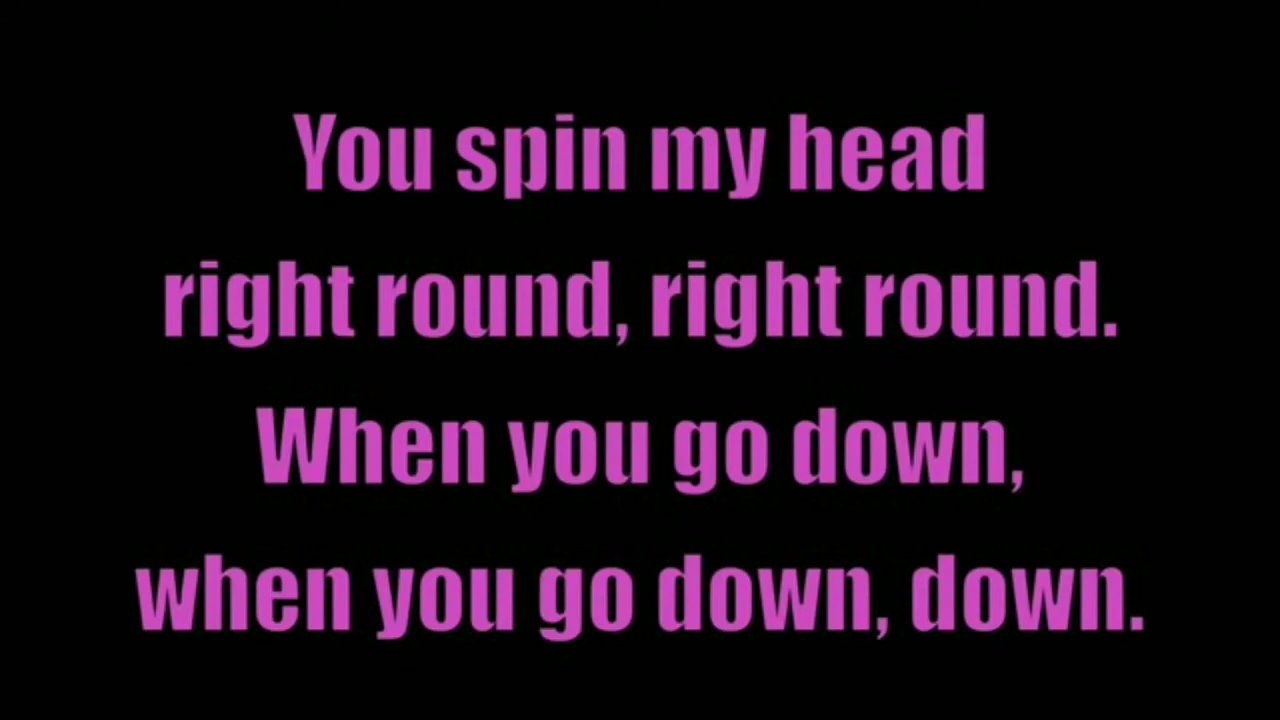 You spin my head
right round, right round.
When you go down,
when you go down, down.